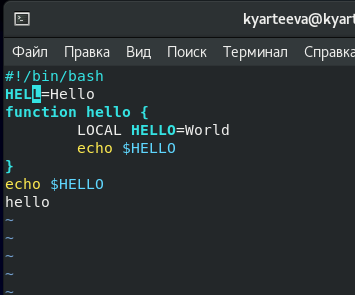 kyarteeva@kyarte
Файл Правка Вид Поиск Терминал Справка
#!/bin/bash
HELL=Hello
function hello {
        LOCAL HELLO=World
        echo $HELLO
}
echo $HELLO
hello
~
~
~
~
~